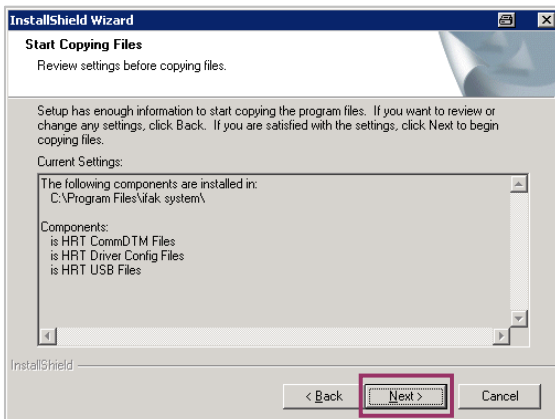 InstallShield Wizard
Start Copying Files
Review settings before copying files.
Setup has enough information to start copying the program files. If you want to review or
change any settings, click Back. If you are satisfied with the settings, click Next to begin
copying files.
Current Settings:
The following components are installed in:
C:\Program Files\ifak system\
Components:
is HRT CommDTM Files
is HRT Driver Config Files
is HRT USB Files
InstallShield
< Back
Next >
Cancel